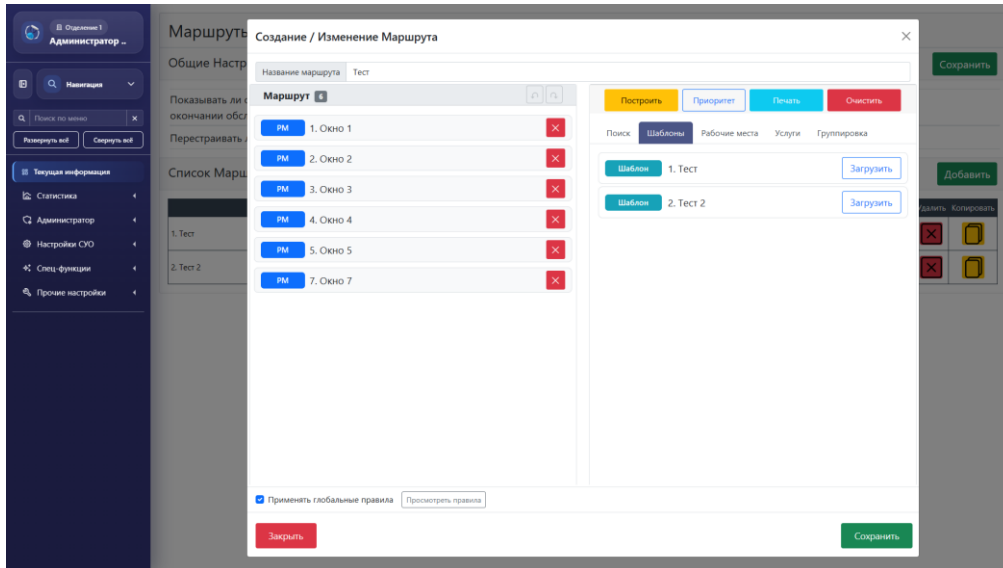 Отделение 1
Администратор ..
Навигация
Поиск по меню
Развернуть всё Свернуть всё
Текущая информация
Статистика
Администратор
Настройки СУО
Спец-функции
Прочие настройки
Маршруты
Общие Настр
Сохранить
Показывать ли
окончании обсл
Перестраивать
Список Марш
Добавить
Удалить Копировать
1. Тест
2. Тест 2
Создание / Изменение Маршрута
Название маршрута Тест
Маршрут 6
РМ 1. Окно 1
РМ 2. Окно 2
РМ 3. Окно 3
РМ 4. Окно 4
РМ 5. Окно 5
РМ 7. Окно 7
Построить Приоритет Печать Очистить
Поиск Шаблоны Рабочие места Услуги Группировка
Шаблон 1. Тест Загрузить
Шаблон 2. Тест 2 Загрузить
Применять глобальные правила Просмотреть правила
Закрыть Сохранить